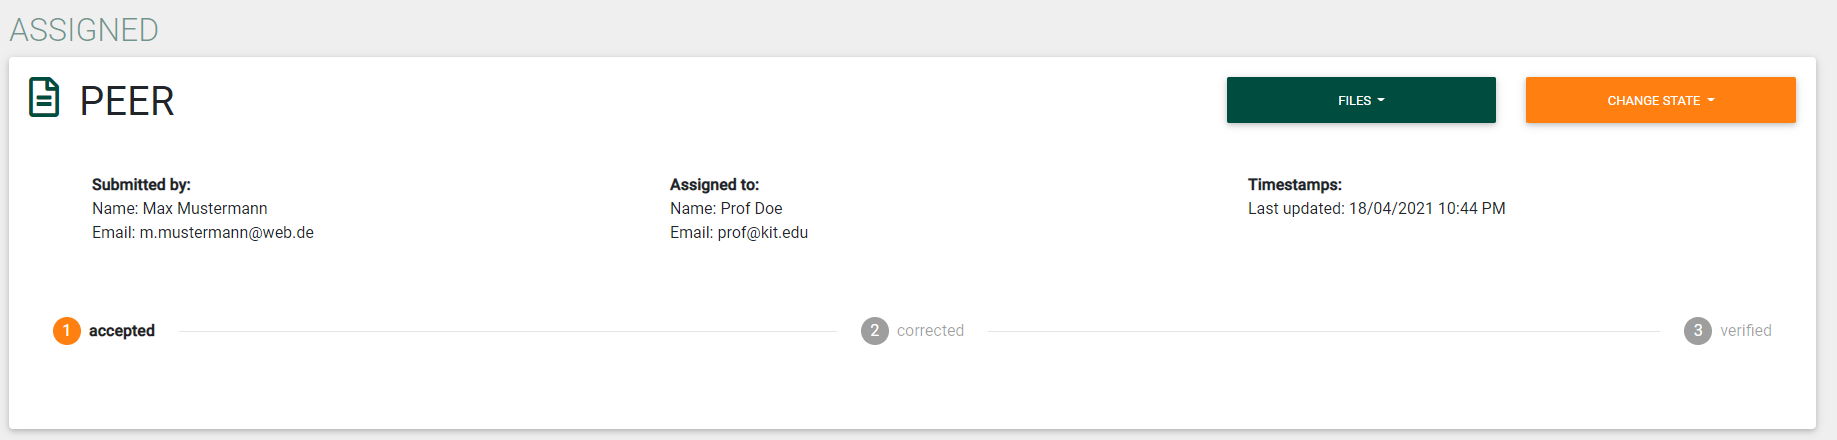 ASSIGNED
PEER
FILES
CHANGE STATE
Submitted by:
Name: Max Mustermann
Email: m.mustermann@web.de
Assigned to:
Name: Prof Doe
Email: prof@kit.edu
Timestamps:
Last updated: 18/04/2021 10:44 PM
1 accepted
2 corrected
3 verified